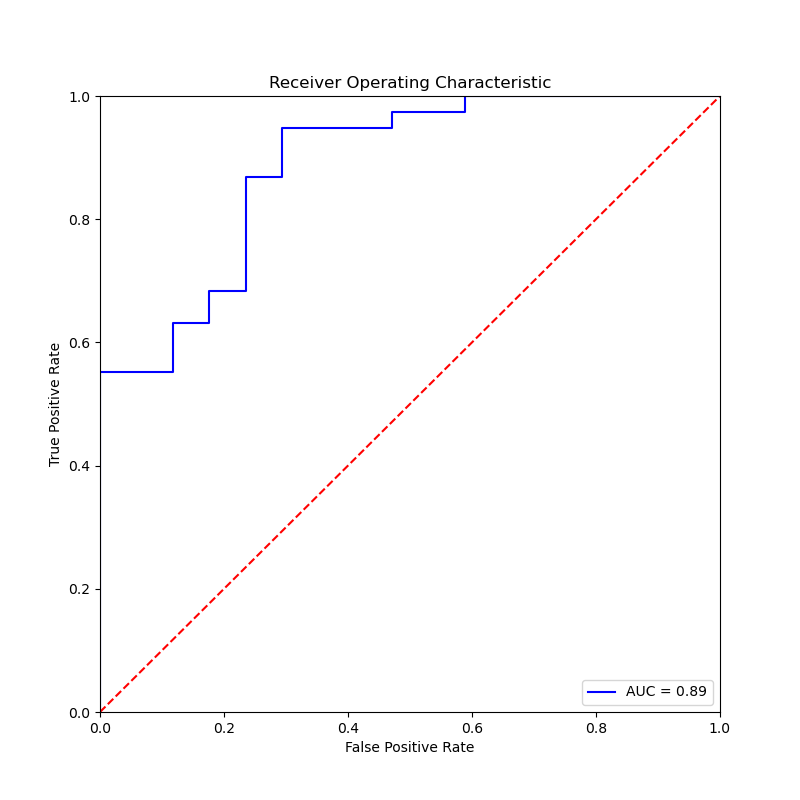 Receiver Operating Characteristic
1.0
0.8
0.6
0.4
0.2
0.0
True Positive Rate
AUC = 0.89
0.0 0.2 0.4 0.6 0.8 1.0
False Positive Rate